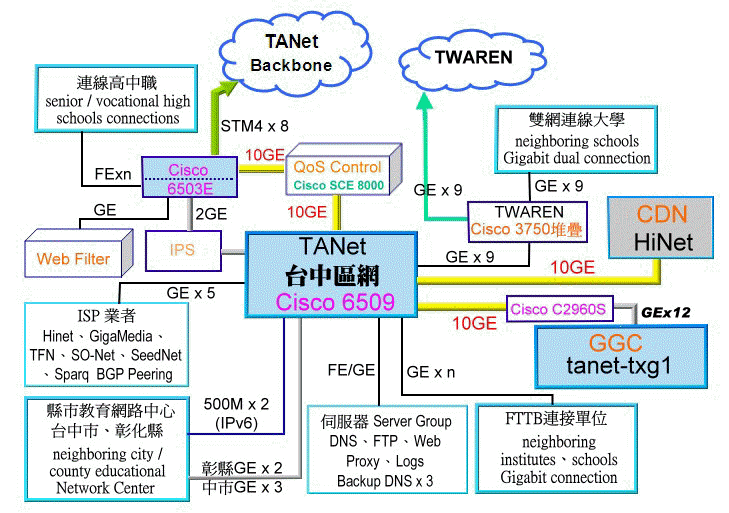 TANet
Backbone
TWAREN
連線高中職
senior / vocational high
schools connections
STM4 x 8
雙網連線大學
neighboring schools
Gigabit dual connection
FExn
Cisco
6503E
10GE
QoS Control
Cisco SCE 8000
GE x 9
GE x 9
GE
2GE
10GE
TWAREN
Cisco 3750堆疊
CDN
HiNet
Web Filter
IPS
TANet
台中區網
Cisco 6509
GE x 9
10GE
GE x 5
ISP 業者
Hinet、GigaMedia、
TFN、SO-Net、SeedNet
、Sparq BGP Peering
10GE
Cisco C2960S
GEx12
GGC
tanet-txg1
FE/GE
GE x n
縣市教育網路中心
台中市、彰化縣
neighboring city /
county educational
Network Center
500M x 2
(IPv6)
彰縣GE x 2
中市GE x 3
伺服器 Server Group
DNS、FTP、Web
Proxy、Logs
Backup DNS x 3
FTTB連接單位
neighboring
institutes、schools
Gigabit connection